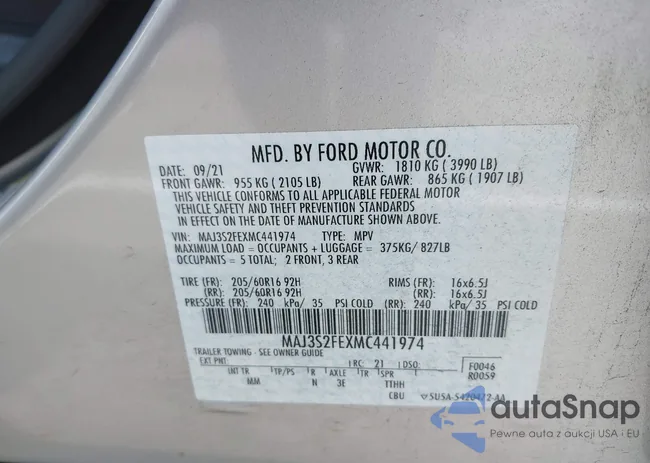 MFD. BY FORD MOTOR CO.
DATE: 09/21 GVWR: 1810 KG ( 3990 LB)
FRONT GAWR: 955 KG ( 2105 LB) REAR GAWR: 865 KG ( 1907 LB)
THIS VEHICLE CONFORMS TO ALL APPLICABLE FEDERAL MOTOR
VEHICLE SAFETY AND THEFT PREVENTION STANDARDS
IN EFFECT ON THE DATE OF MANUFACTURE SHOWN ABOVE.
VIN: MAJ3S2FEXMC441974 TYPE: MPV
MAXIMUM LOAD = OCCUPANTS + LUGGAGE = 375KG/ 827LB
OCCUPANTS = 5 TOTAL; 2 FRONT, 3 REAR
TIRE (FR): 205/60R16 92H RIMS (FR): 16x6.5J
(RR): 205/60R16 92H (RR): 16x6.5J
PRESSURE (FR): 240 kPa/ 35 PSI COLD (RR): 240 kPa/ 35 PSI COLD
MAJ3S2FEXMC441974
TRAILER TOWING - SEE OWNER GUIDE
EXT PNT: RC: 21 DSO: F0046
INT TR TP/PS R AXLE TR SPR R0059
MM N 3E TTHH
CBU
autoSnap
Pewne auta z aukcji USA i EU